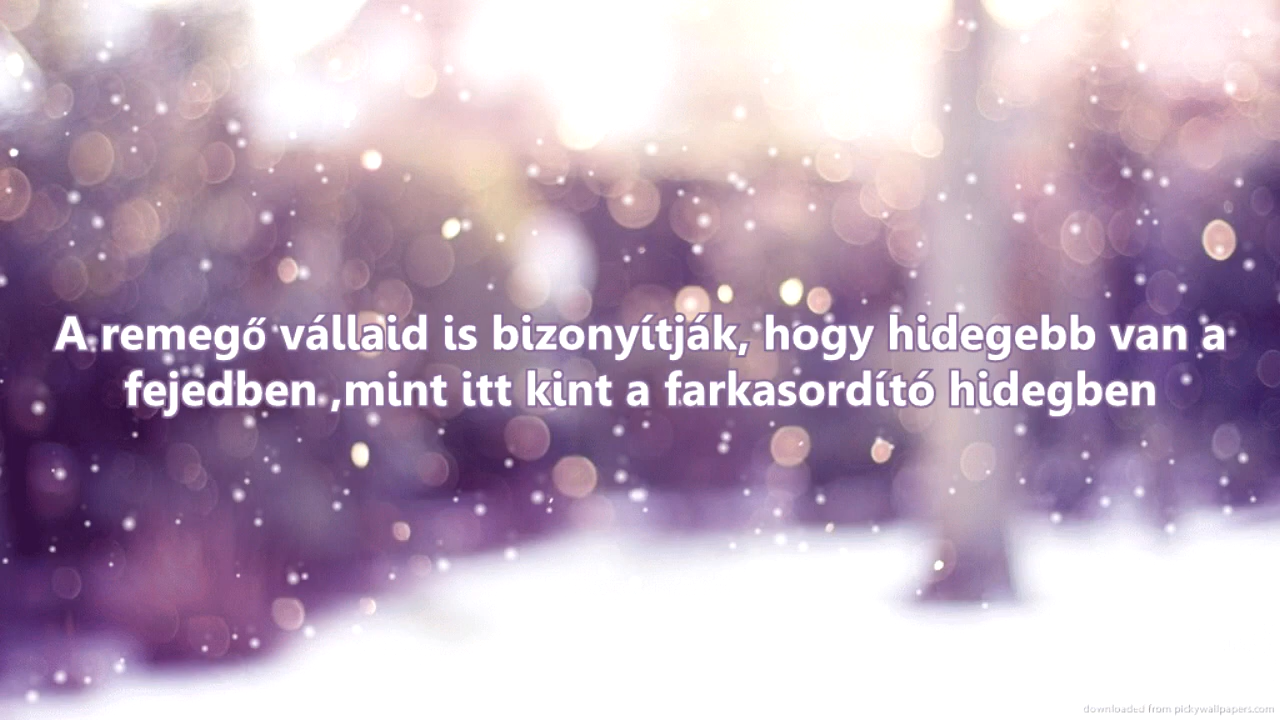 A remegő vállaid is bizonyítják, hogy hidegebb van a
fejedben ,mint itt kint a farkasordító hidegben
downloaded from pickywallpapers.com